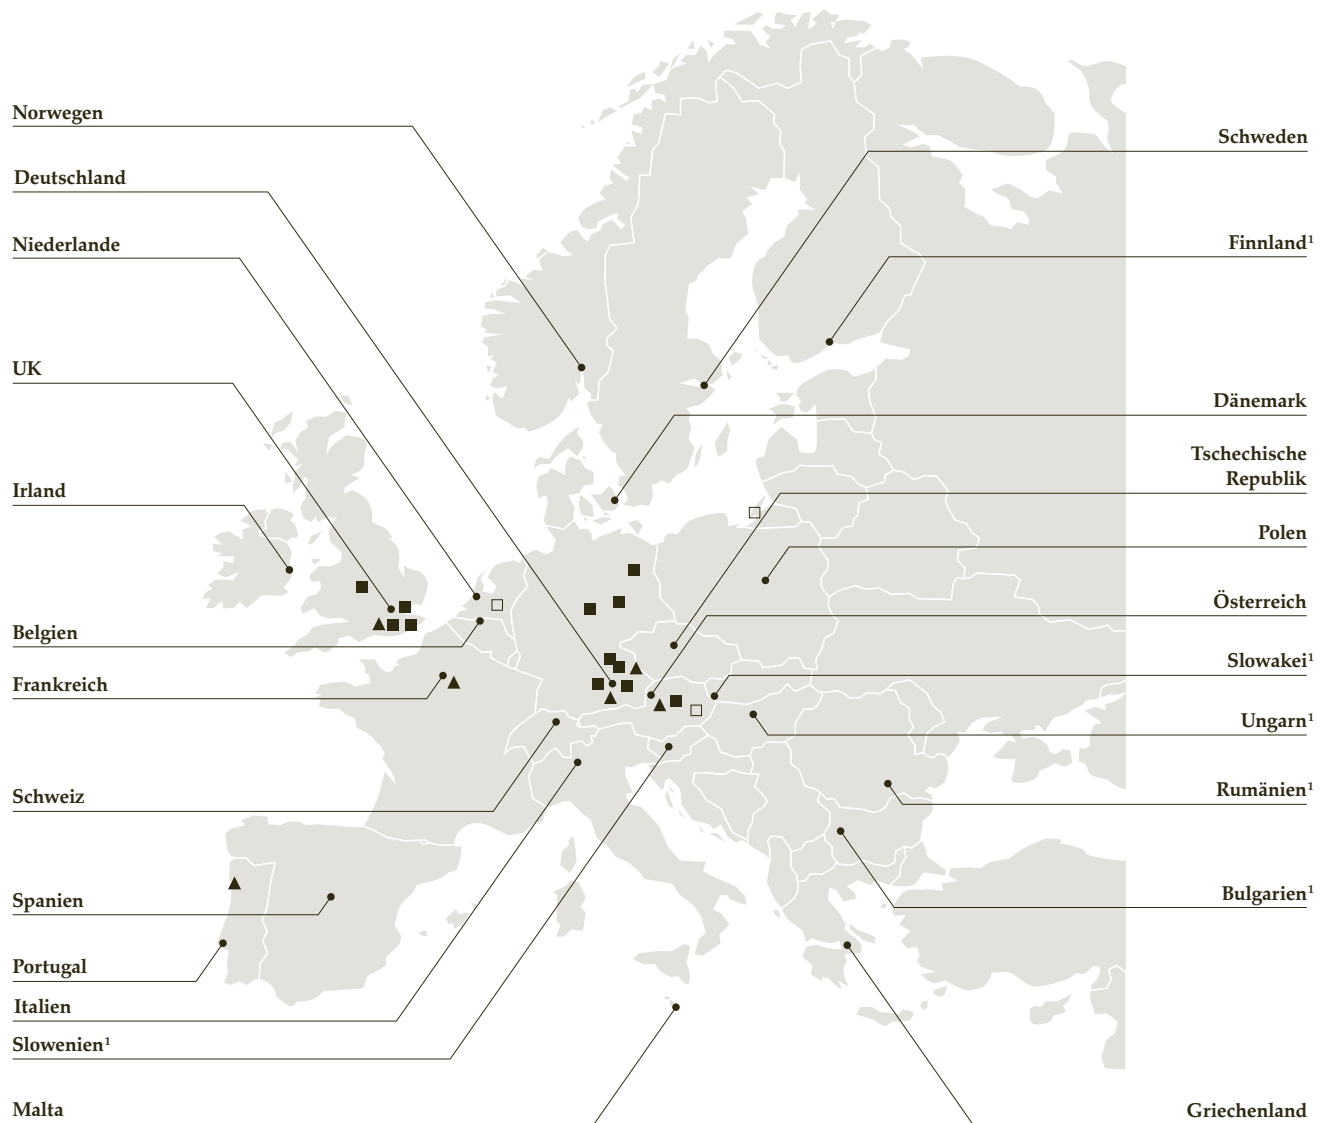 Norwegen
Deutschland
Niederlande
UK
Irland
Belgien
Frankreich
Schweiz
Spanien
Portugal
Italien
Slowenien¹
Malta
Schweden
Finnland¹
Dänemark
Tschechische
Republik
Polen
Österreich
Slowakei¹
Ungarn¹
Rumänien¹
Bulgarien¹
Griechenland